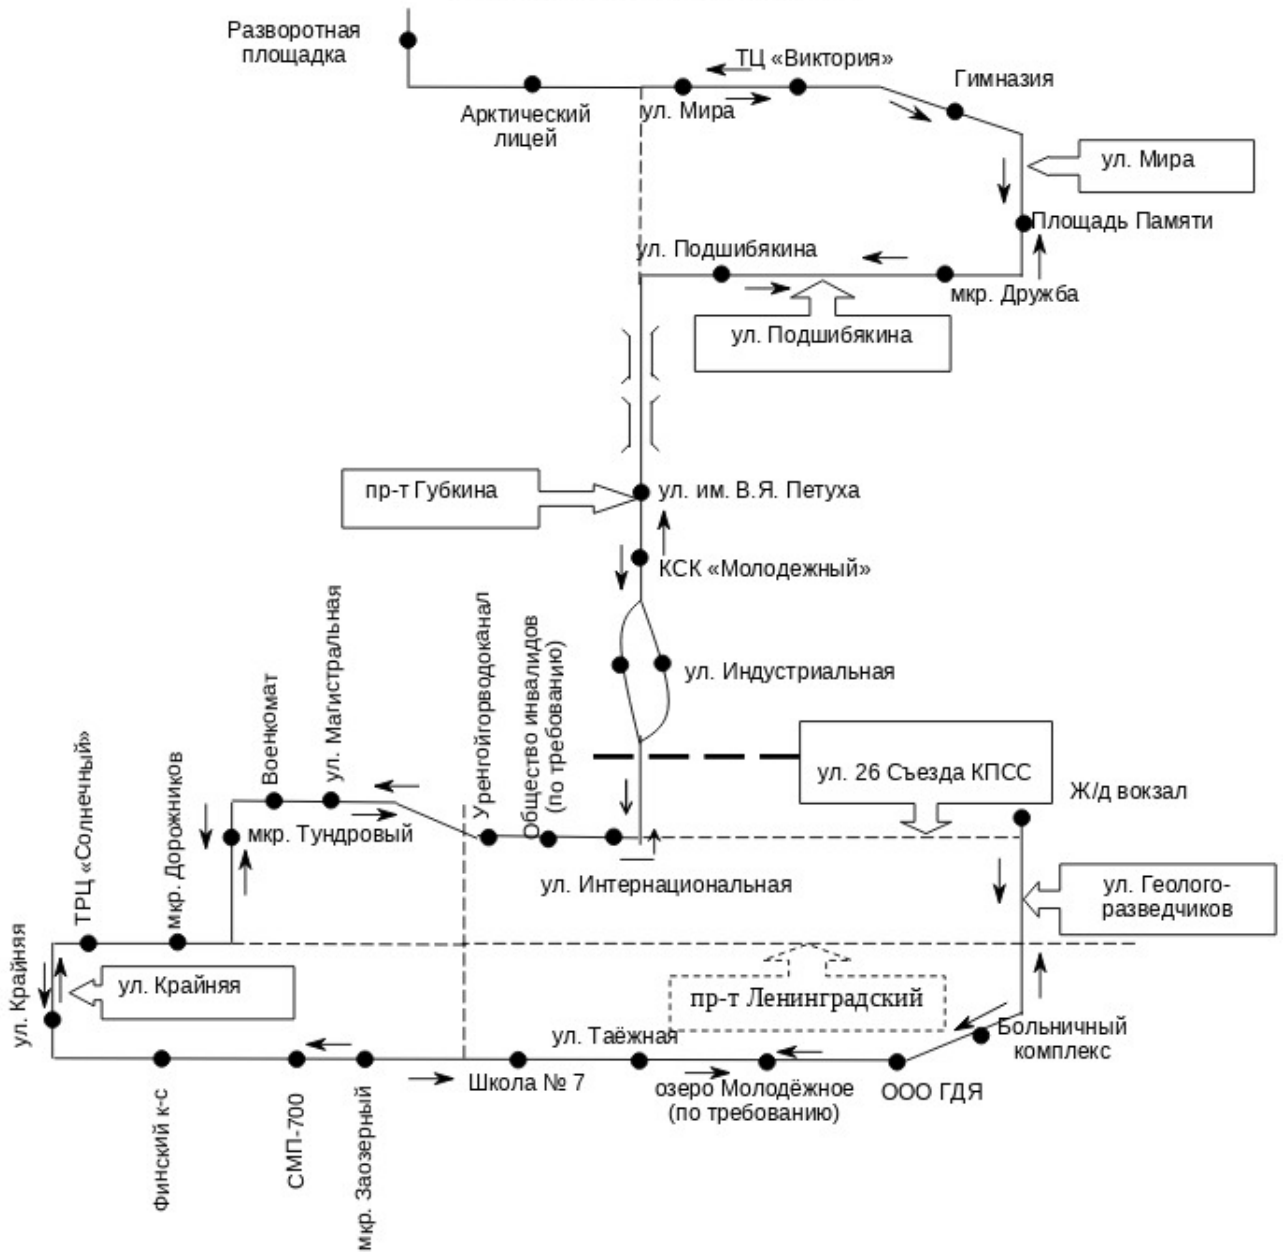 Разворотная
площадка
ТЦ «Виктория»
Гимназия
Арктический
лицей
ул. Мира
ул. Мира
Площадь Памяти
ул. Подшибякина
мкр. Дружба
ул. Подшибякина
пр-т Губкина
ул. им. В.Я. Петуха
КСК «Молодежный»
ул. Индустриальная
Уренгойгорводоканал
Общество инвалидов
(по требованию)
ул. Магистральная
Военкомат
мкр. Дорожников
ТРЦ «Солнечный»
ул. 26 Съезда КПСС
Ж/д вокзал
мкр. Тундровый
ул. Интернациональная
ул. Геолого-
разведчиков
ул. Крайняя
ул. Крайняя
пр-т Ленинградский
ул. Таёжная
Больничный
комплекс
Школа № 7
озеро Молодёжное
(по требованию)
ООО ГДЯ
Финский к-с
СМП-700
мкр. Заозерный